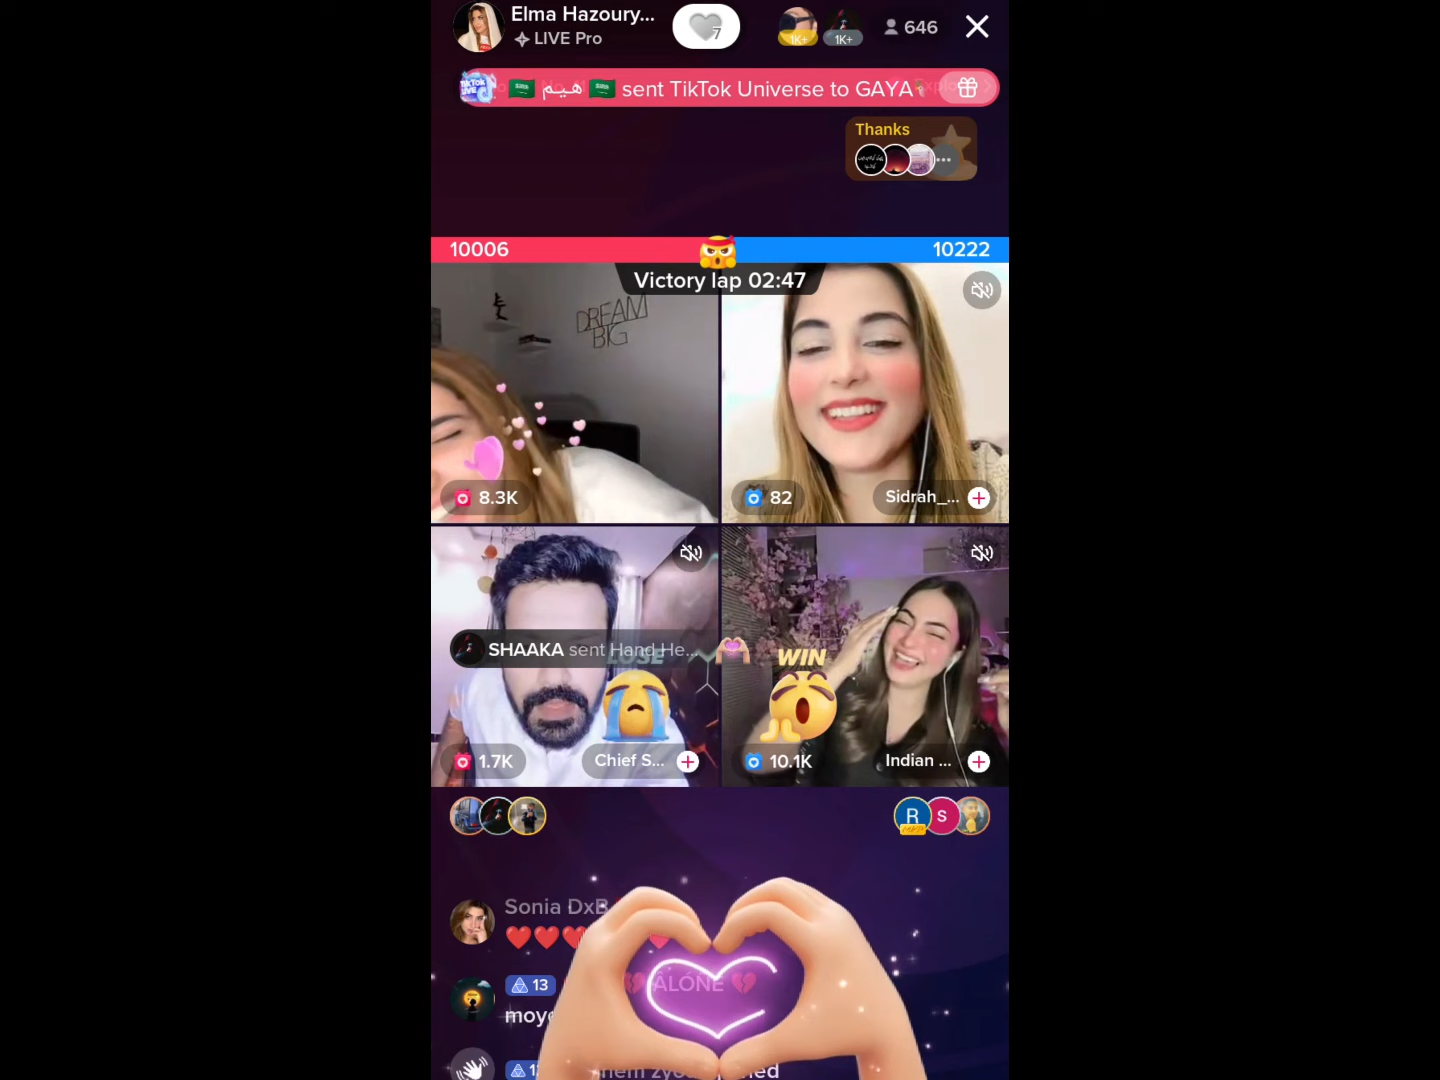 Elma Hazoury...
LIVE Pro
7
1K+
1K+
646
🇸🇦 هيم 🇸🇦 sent TikTok Universe to GAYA
Thanks
10006
10222
Victory lap 02:47
DREAM
BIG
8.3K
82
Sidrah_...
SHAAKA sent Hand He...
LOSE
WIN
1.7K
Chief S...
10.1K
Indian ...
R
S
Sonia DxB
❤️❤️❤️
13
💔 ALONE 💔